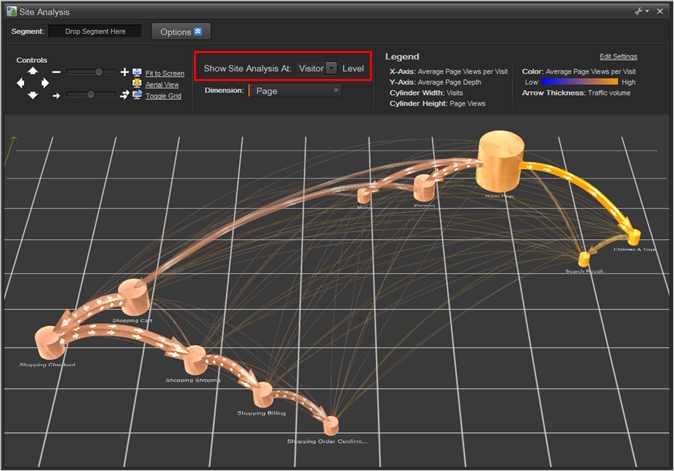 Site Analysis
Segment: Drop Segment Here Options
Controls
Fit to Screen
Aerial View
Toggle Grid
Show Site Analysis At: Visitor Level
Dimension: Page
Legend
Edit Settings
X-Axis: Average Page Views per Visit
Y-Axis: Average Page Depth
Cylinder Width: Visits
Cylinder Height: Page Views
Color: Average Page Views per Visit
Low High
Arrow Thickness: Traffic volume
Home Page
Children & Toys
Search Result
Shopping Cart
Shopping Checkout
Shopping Shipping
Shopping Billing
Shopping Order Confirm...